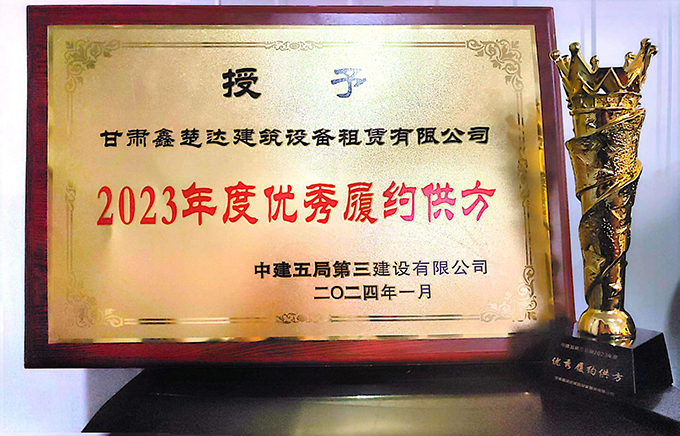 授 予
甘肃鑫楚达建筑设备租赁有限公司
2023年度优秀履约供方
中建五局第三建设有限公司
二〇二四年一月
优秀履约供方